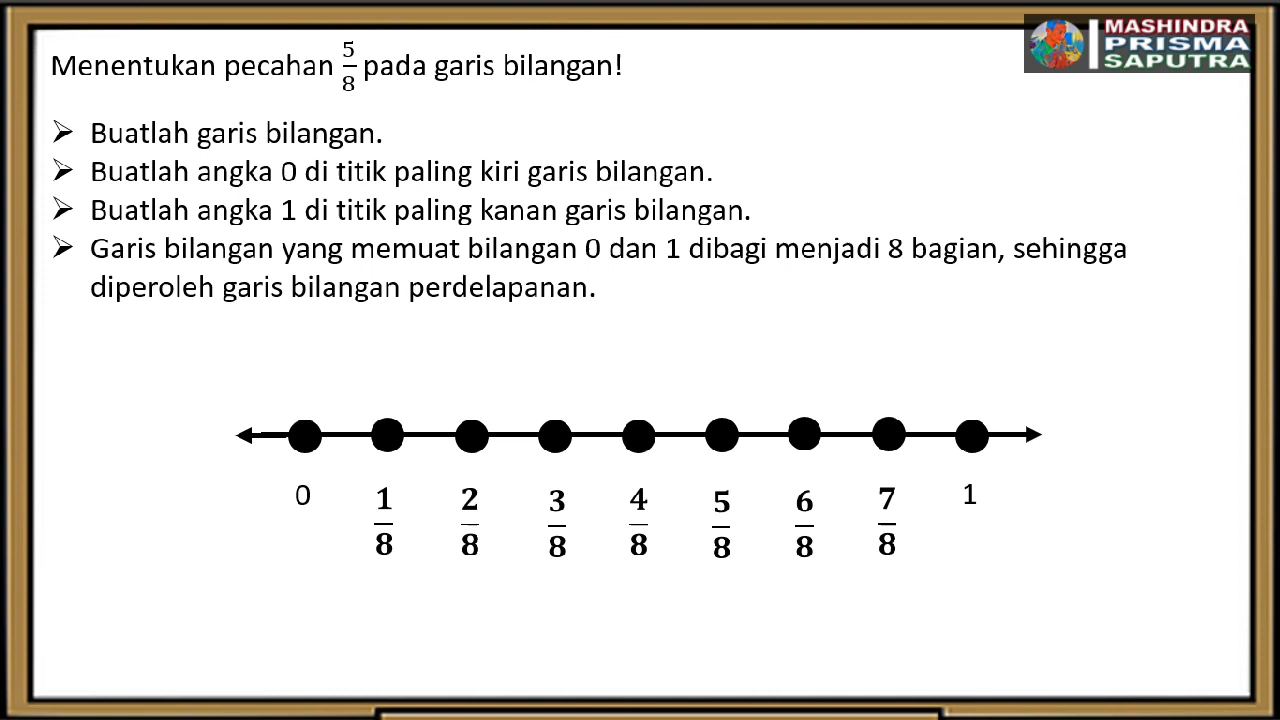 MASHINDRA
PRISMA
SAPUTRA
Menentukan pecahan 5/8 pada garis bilangan!
➢ Buatlah garis bilangan.
➢ Buatlah angka 0 di titik paling kiri garis bilangan.
➢ Buatlah angka 1 di titik paling kanan garis bilangan.
➢ Garis bilangan yang memuat bilangan 0 dan 1 dibagi menjadi 8 bagian, sehingga
diperoleh garis bilangan perdelapanan.
0 1/8 2/8 3/8 4/8 5/8 6/8 7/8 1